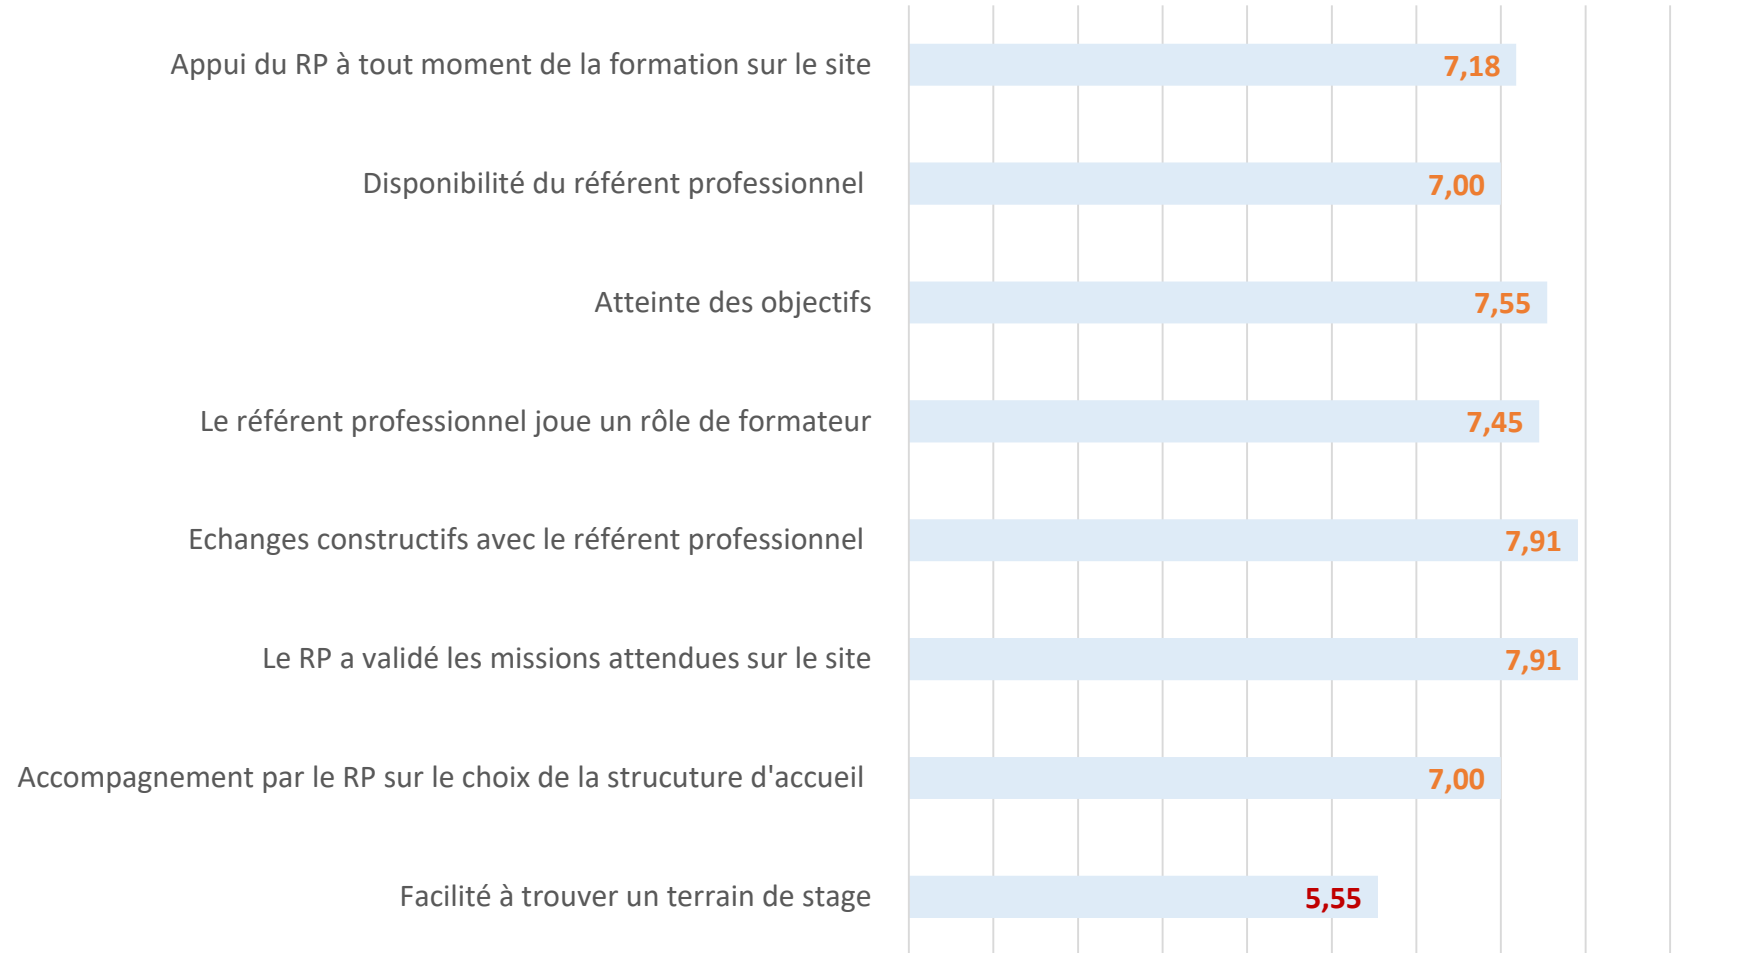 Appui du RP à tout moment de la formation sur le site 7,18
Disponibilité du référent professionnel 7,00
Atteinte des objectifs 7,55
Le référent professionnel joue un rôle de formateur 7,45
Echanges constructifs avec le référent professionnel 7,91
Le RP a validé les missions attendues sur le site 7,91
Accompagnement par le RP sur le choix de la strucuture d'accueil 7,00
Facilité à trouver un terrain de stage 5,55